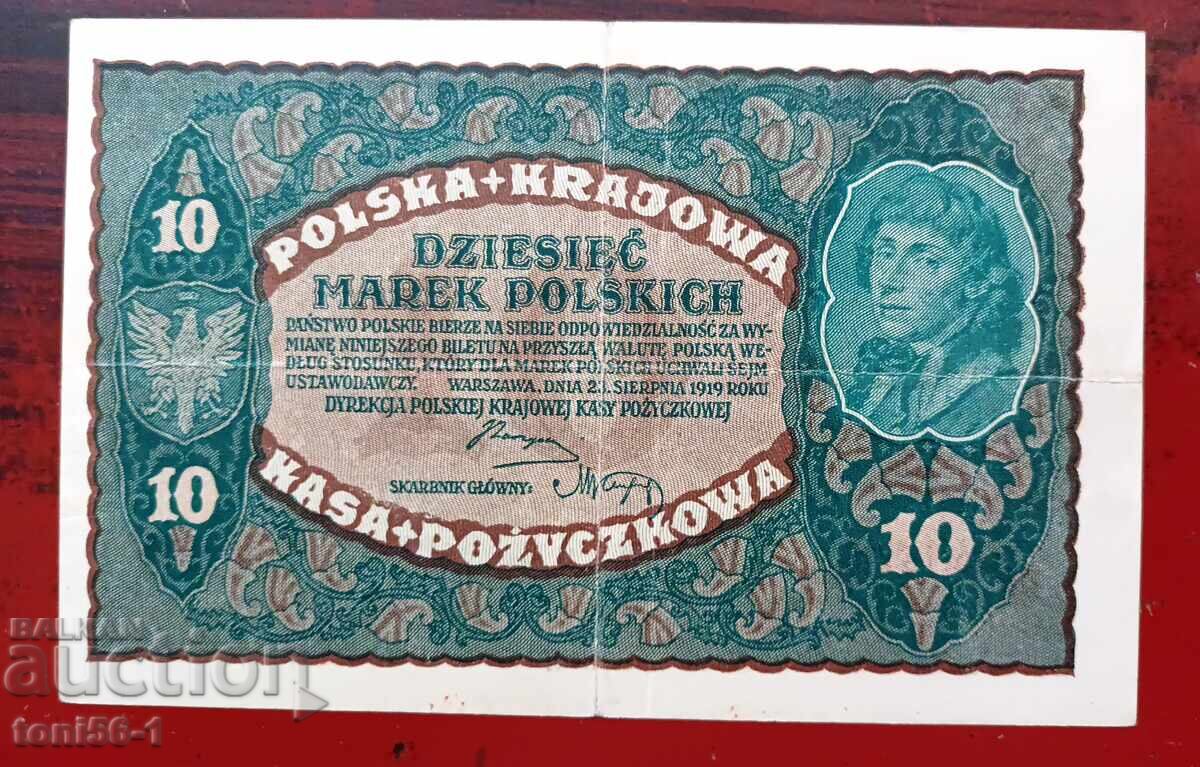 POLSKA + KRAJOWA
10
DZIESIĘĆ
MAREK POLSKICH
PAŃSTWO POLSKIE BIERZE NA SIEBIE ODPOWIEDZIALNOŚĆ ZA WY-
MIANĘ NINIEJSZEGO BILETU NA PRZYSZŁĄ WALUTĘ POLSKĄ WE-
DŁUG STOSUNKU, KTÓRY DLA MAREK POLSKICH UCHWALI SEJM
USTAWODAWCZY. WARSZAWA, DNIA 23. SIERPNIA 1919 ROKU
DYREKCJA POLSKIEJ KRAJOWEJ KASY POŻYCZKOWEJ
SKARBNIK GŁÓWNY:
10
10
KASA + POŻYCZKOWA
BALKAN
auction
toni56-1